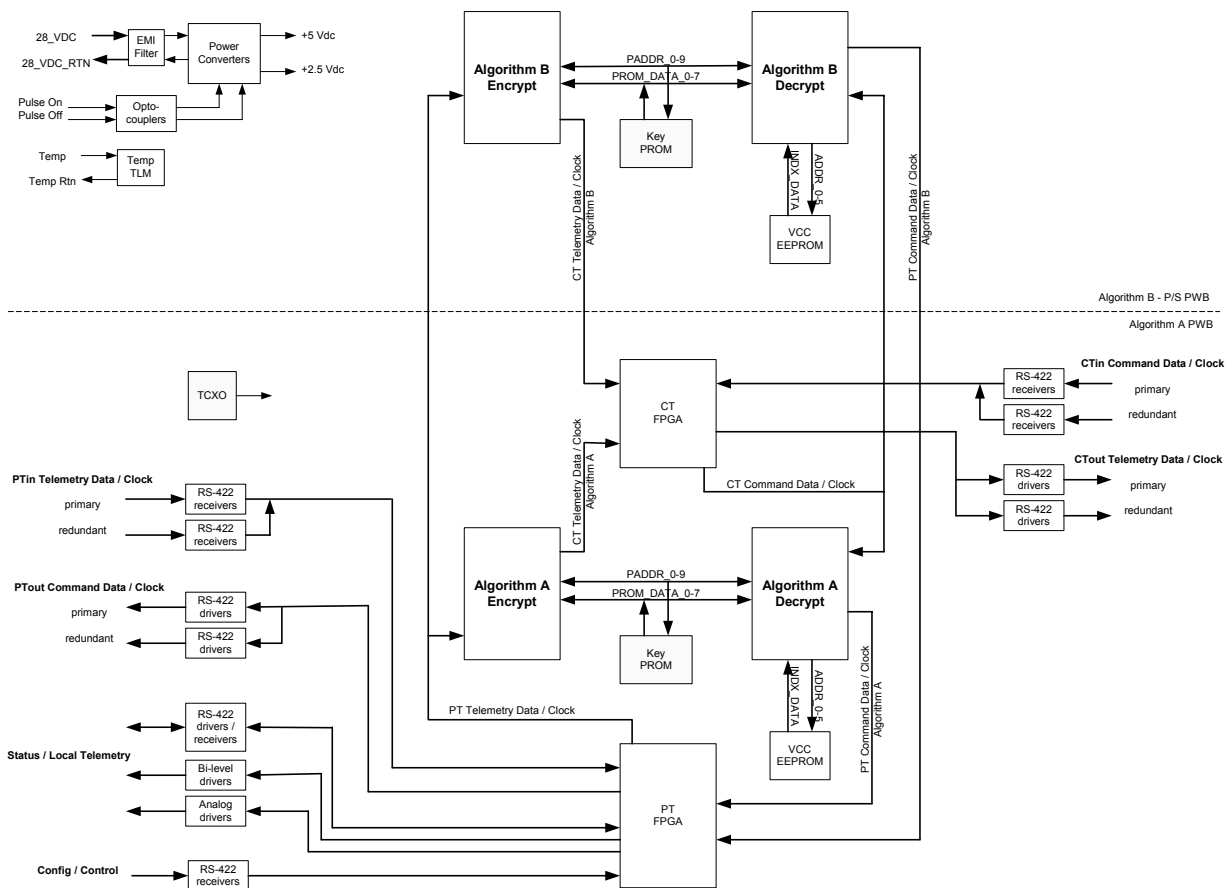 28_VDC
28_VDC_RTN
EMI
Filter
Power
Converters
+5 Vdc
+2.5 Vdc
Pulse On
Pulse Off
Opto-
couplers
Temp
Temp Rtn
Temp
TLM
Algorithm B
Encrypt
PADDR_0-9
PROM_DATA_0-7
Key
PROM
Algorithm B
Decrypt
INDX_DATA
ADDR_0-5
VCC
EEPROM
CT Telemetry Data / Clock
Algorithm B
PT Command Data / Clock
Algorithm B
Algorithm B - P/S PWB
Algorithm A PWB
TCXO
CT
FPGA
CTin Command Data / Clock
RS-422
receivers
primary
RS-422
receivers
redundant
CTout Telemetry Data / Clock
RS-422
drivers
primary
RS-422
drivers
redundant
CT Telemetry Data / Clock
Algorithm A
CT Command Data / Clock
PTin Telemetry Data / Clock
primary
RS-422
receivers
redundant
RS-422
receivers
Algorithm A
Encrypt
PADDR_0-9
PROM_DATA_0-7
Key
PROM
Algorithm A
Decrypt
INDX_DATA
ADDR_0-5
VCC
EEPROM
PT Command Data / Clock
Algorithm A
PTout Command Data / Clock
primary
RS-422
drivers
redundant
RS-422
drivers
PT Telemetry Data / Clock
RS-422
drivers /
receivers
Status / Local Telemetry
Bi-level
drivers
Analog
drivers
PT
FPGA
Config / Control
RS-422
receivers